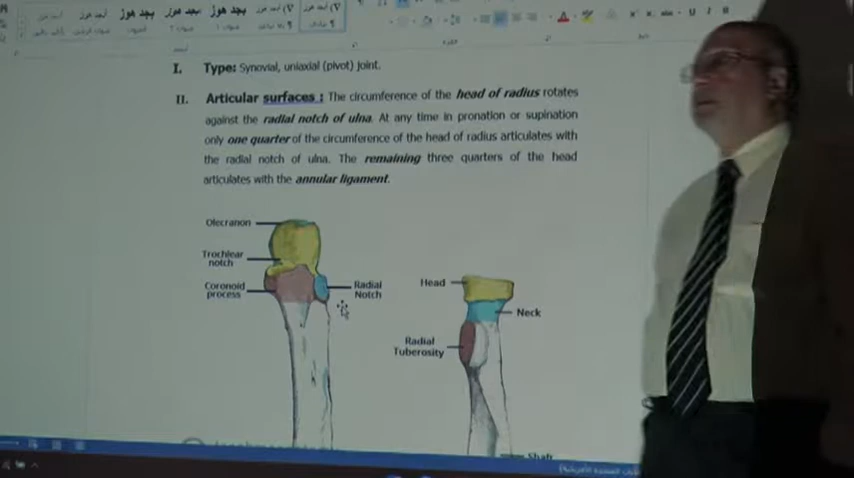 I. Type: Synovial, uniaxial (pivot) joint.
II. Articular surfaces : The circumference of the head of radius rotates
against the radial notch of ulna. At any time in pronation or supination
only one quarter of the circumference of the head of radius articulates with
the radial notch of ulna. The remaining three quarters of the head
articulates with the annular ligament.
Olecranon
Trochlear
notch
Coronoid
process
Radial
Notch
Head
Neck
Radial
Tuberosity
Shaft